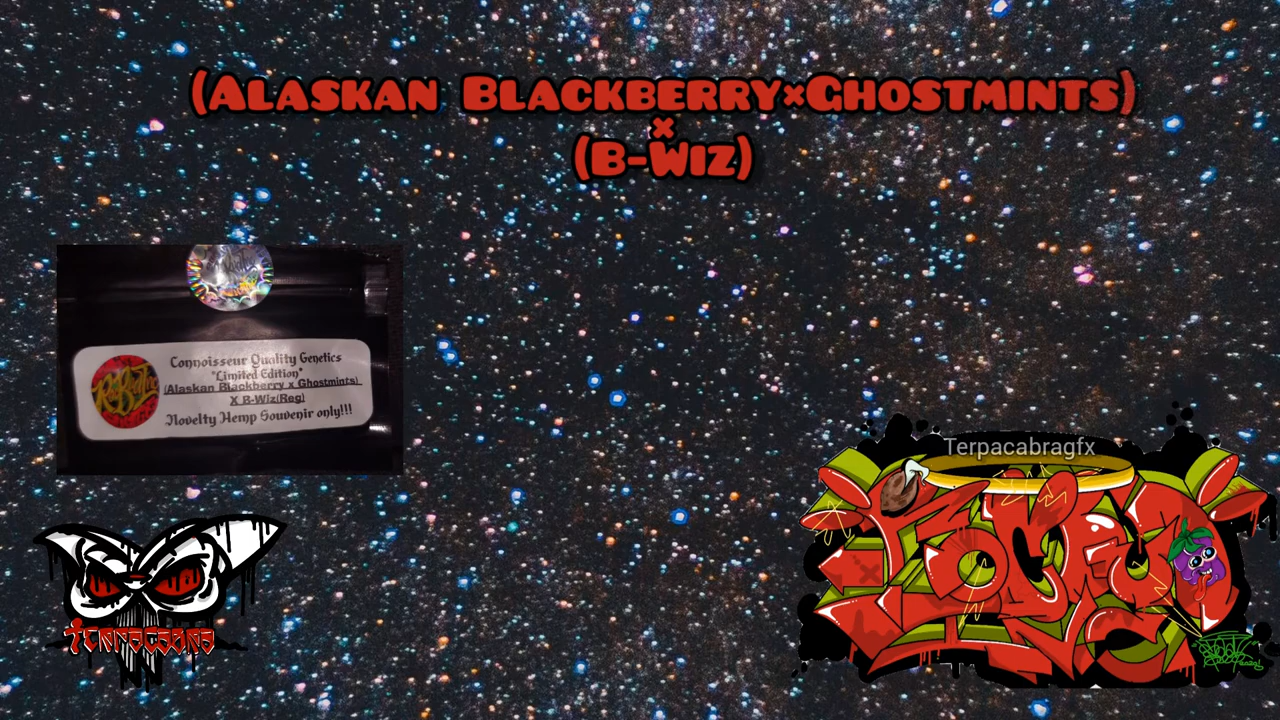 (Alaskan Blackberry×Ghostmints)
×
(B-Wiz)
Connoisseur Quality Genetics
"Limited Edition"
(Alaskan Blackberry x Ghostmints)
X B-Wiz(Reg)
Novelty Hemp Souvenir only!!!
Terpacabragfx